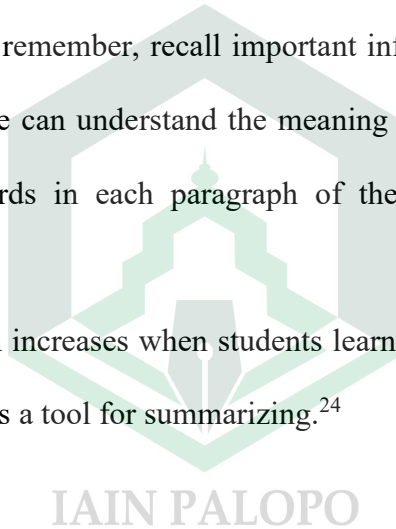 remember, recall important inf
e can understand the meaning
rds in each paragraph of the
increases when students learn
s a tool for summarizing.²⁴
IAIN PALOPO